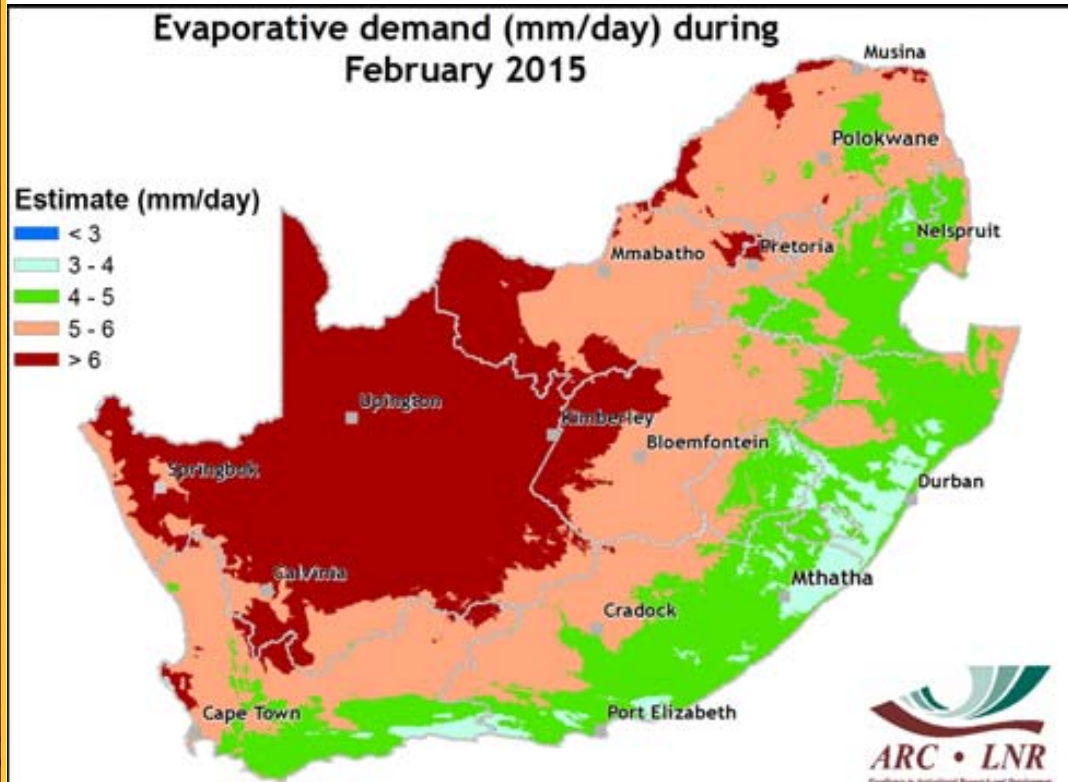 Evaporative demand (mm/day) during
February 2015
Musina
Polokwane
Estimate (mm/day)
< 3
3 - 4
4 - 5
5 - 6
> 6
Nelspruit
Mmabatho
Pretoria
Upington
Kimberley
Bloemfontein
Springbok
Durban
Calvinia
Mthatha
Cradock
Cape Town
Port Elizabeth
ARC • LNR